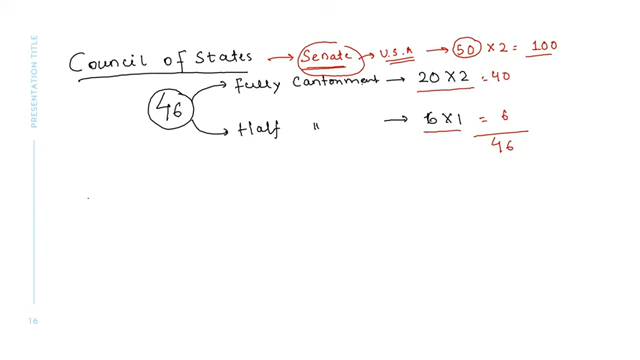 Council of States → Senate → U.S.A → 50 × 2 = 100
46
Fully Cantonment → 20 × 2 = 40
Half " → 6 × 1 = 6
46
PRESENTATION TITLE
16